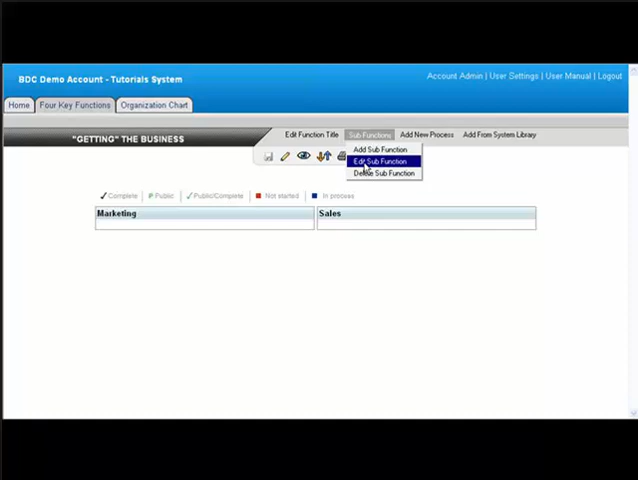 BDC Demo Account - Tutorials System
Account Admin | User Settings | User Manual | Logout
Home Four Key Functions Organization Chart
"GETTING" THE BUSINESS
Edit Function Title Sub Functions Add New Process Add From System Library
Add Sub Function
Edit Sub Function
Delete Sub Function
Complete Public Public/Complete Not started In process
Marketing Sales